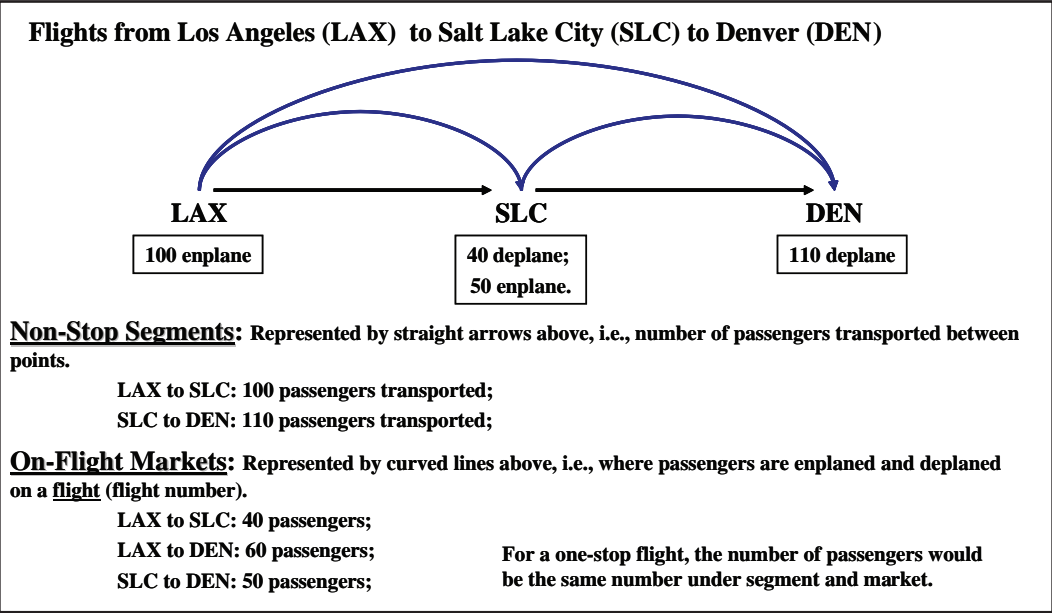 Flights from Los Angeles (LAX) to Salt Lake City (SLC) to Denver (DEN)
LAX
SLC
DEN
100 enplane
40 deplane;
50 enplane.
110 deplane
Non-Stop Segments: Represented by straight arrows above, i.e., number of passengers transported between
points.
LAX to SLC: 100 passengers transported;
SLC to DEN: 110 passengers transported;
On-Flight Markets: Represented by curved lines above, i.e., where passengers are enplaned and deplaned
on a flight (flight number).
LAX to SLC: 40 passengers;
LAX to DEN: 60 passengers;
SLC to DEN: 50 passengers;
For a one-stop flight, the number of passengers would
be the same number under segment and market.